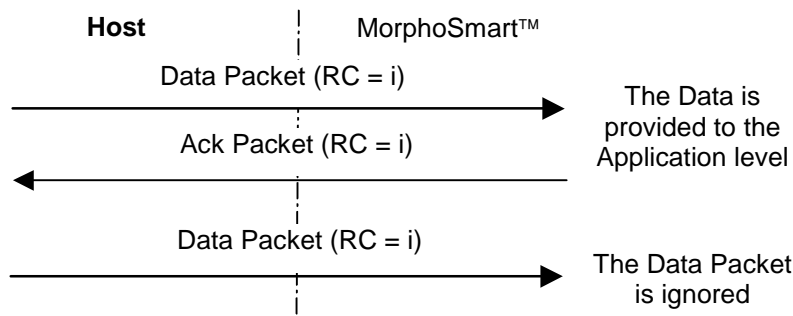 Host
MorphoSmart™
Data Packet (RC = i)
The Data is
provided to the
Application level
Ack Packet (RC = i)
Data Packet (RC = i)
The Data Packet
is ignored